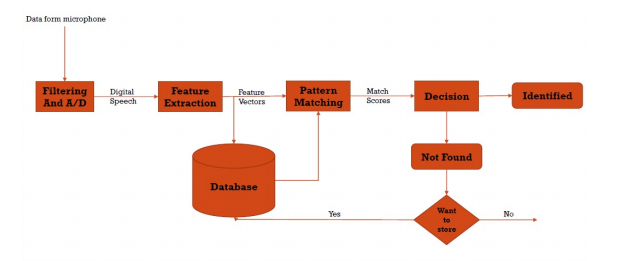 Data form microphone
Filtering
And A/D
Digital
Speech
Feature
Extraction
Feature
Vectors
Pattern
Matching
Match
Scores
Decision
Identified
Not Found
Database
Want
to
store
Yes
No